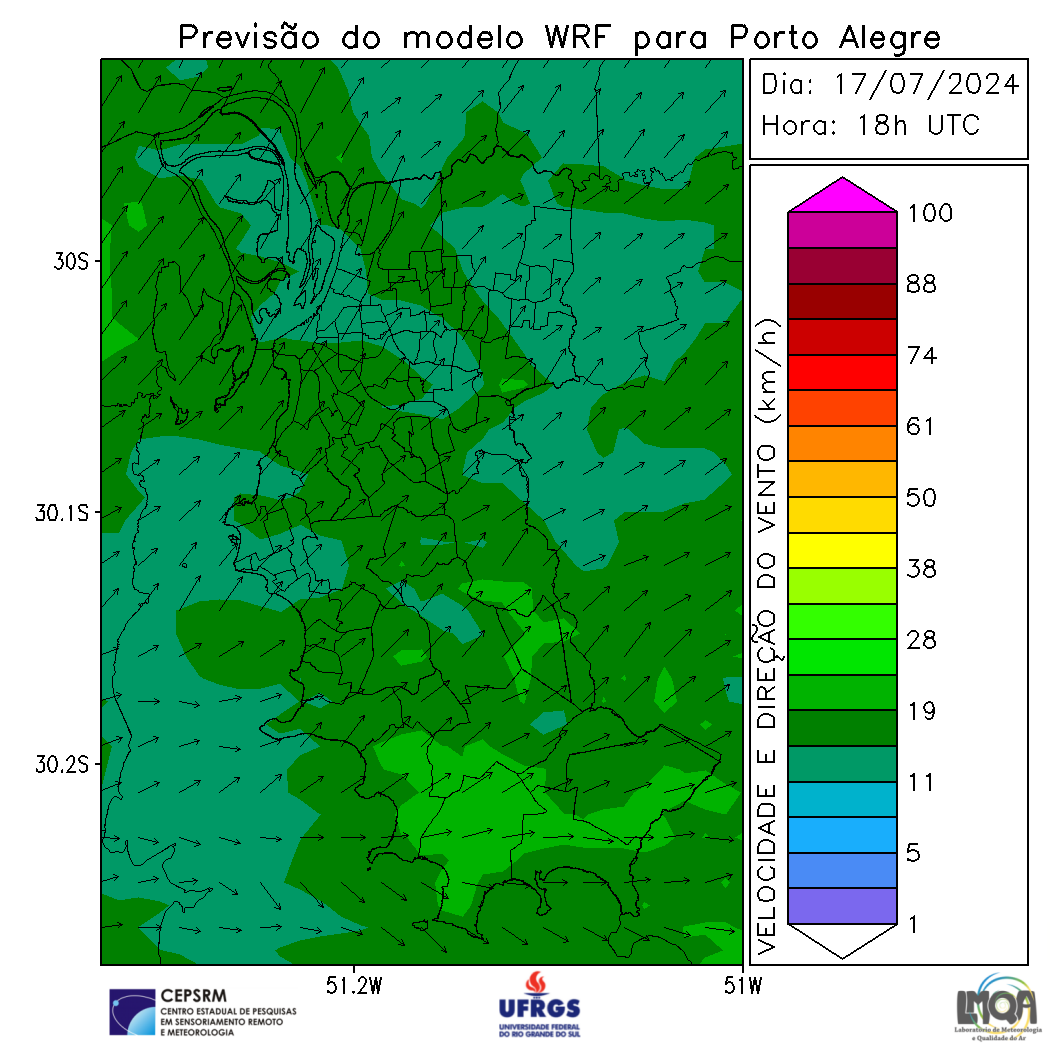 Previsão do modelo WRF para Porto Alegre
Dia: 17/07/2024
Hora: 18h UTC
30S
30.1S
30.2S
51.2W
51W
VELOCIDADE E DIREÇÃO DO VENTO (km/h)
100
88
74
61
50
38
28
19
11
5
1
CEPSRM
CENTRO ESTADUAL DE PESQUISAS
EM SENSORIAMENTO REMOTO
E METEOROLOGIA
UFRGS
UNIVERSIDADE FEDERAL
DO RIO GRANDE DO SUL
LMQA
Laboratório de Meteorologia
e Qualidade do Ar